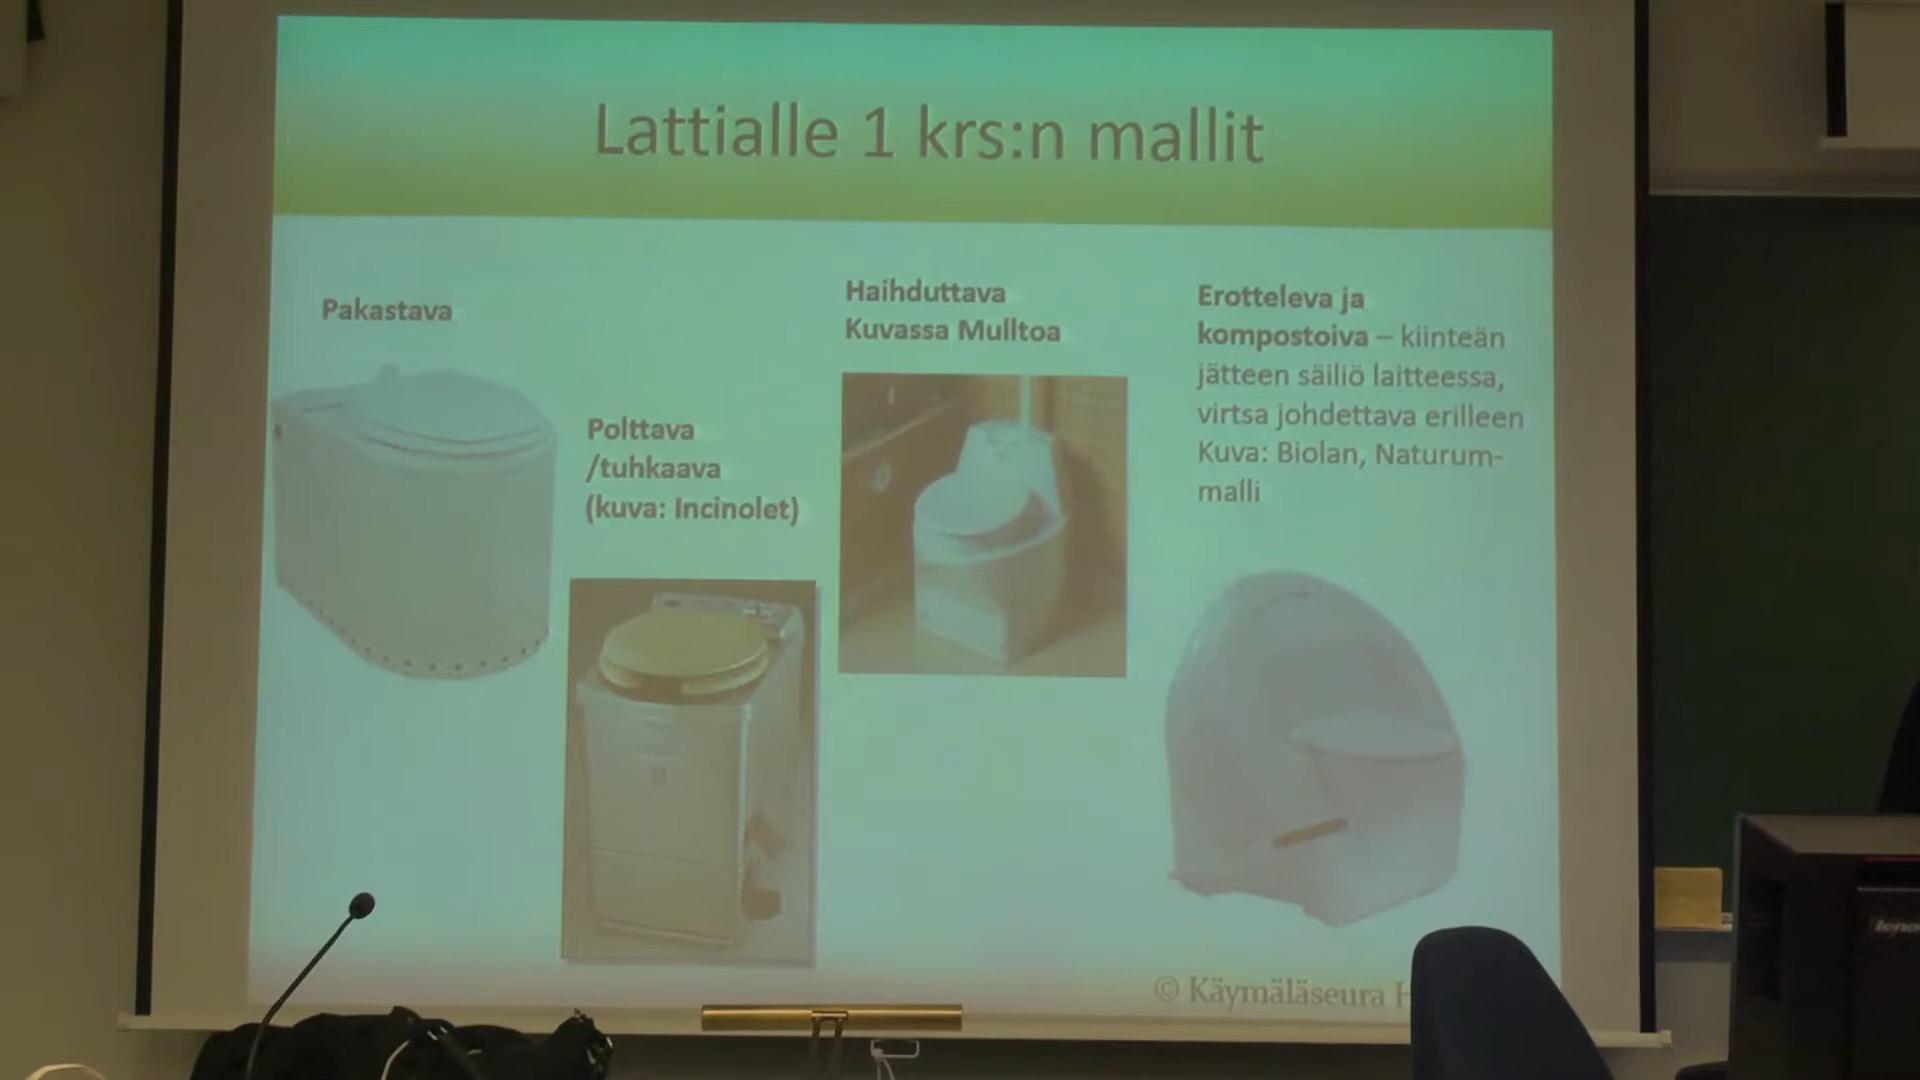 Lattialle 1 krs:n mallit
Pakastava
Polttava
/tuhkaava
(kuva: Incinolet)
Haihduttava
Kuvassa Mulltoa
Erotteleva ja
kompostoiva – kiinteän
jätteen säiliö laitteessa,
virtsa johdettava erilleen
Kuva: Biolan, Naturum-
malli
© Käymäläseura